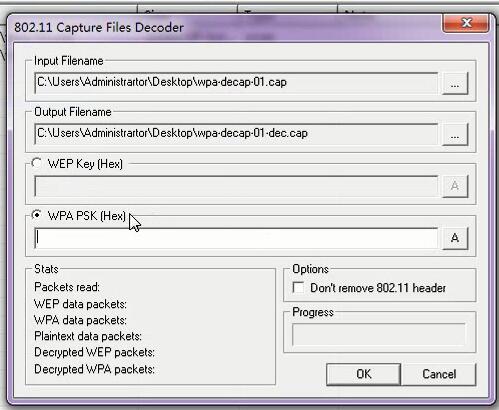 802.11 Capture Files Decoder
Input Filename
C:\Users\Administrartor\Desktop\wpa-decap-01.cap
...
Output Filename
C:\Users\Administrartor\Desktop\wpa-decap-01-dec.cap
...
WEP Key (Hex)
A
WPA PSK (Hex)
A
Stats
Packets read:
WEP data packets:
WPA data packets:
Plaintext data packets:
Decrypted WEP packets:
Decrypted WPA packets:
Options
Don't remove 802.11 header
Progress
OK
Cancel